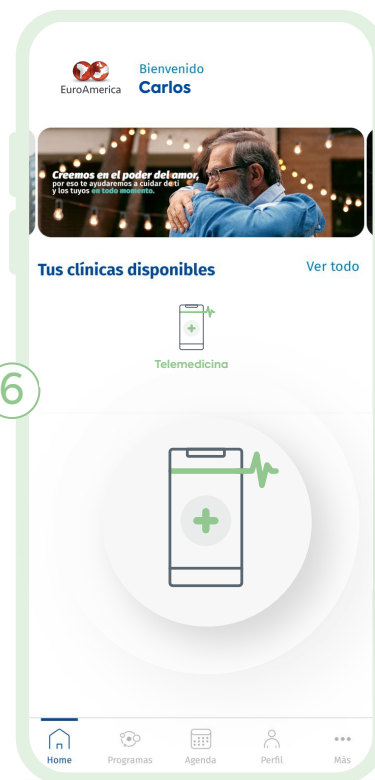 Bienvenido
EuroAmerica
Carlos
Creemos en el poder del amor,
por eso te ayudaremos a cuidar de ti
y los tuyos en todo momento.
Tus clínicas disponibles
Ver todo
Telemedicina
6
Home
Programas
Agenda
Perfil
Más